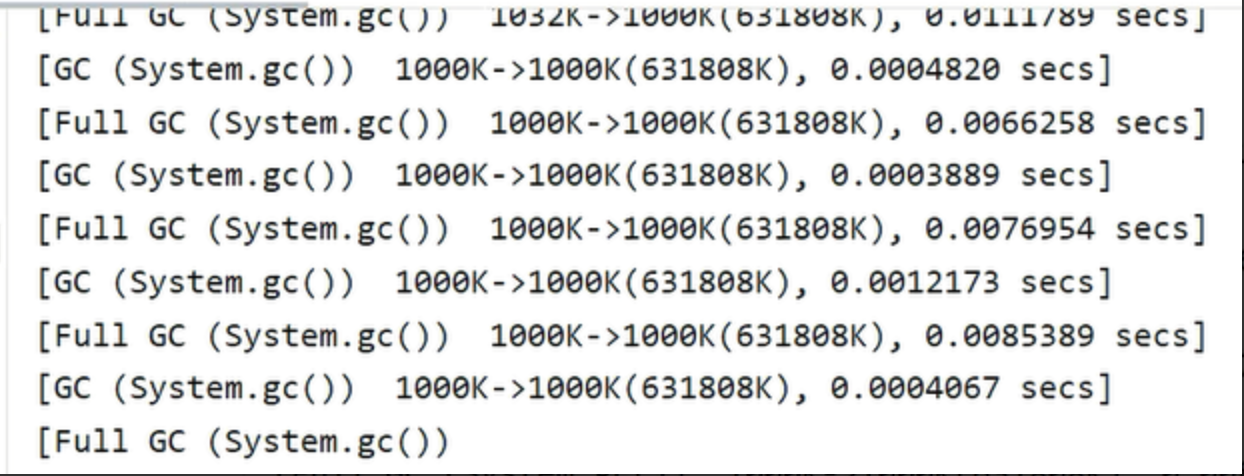 [Full GC (System.gc())  1032K->1000K(631808K), 0.0111789 secs]
[GC (System.gc())  1000K->1000K(631808K), 0.0004820 secs]
[Full GC (System.gc())  1000K->1000K(631808K), 0.0066258 secs]
[GC (System.gc())  1000K->1000K(631808K), 0.0003889 secs]
[Full GC (System.gc())  1000K->1000K(631808K), 0.0076954 secs]
[GC (System.gc())  1000K->1000K(631808K), 0.0012173 secs]
[Full GC (System.gc())  1000K->1000K(631808K), 0.0085389 secs]
[GC (System.gc())  1000K->1000K(631808K), 0.0004067 secs]
[Full GC (System.gc())